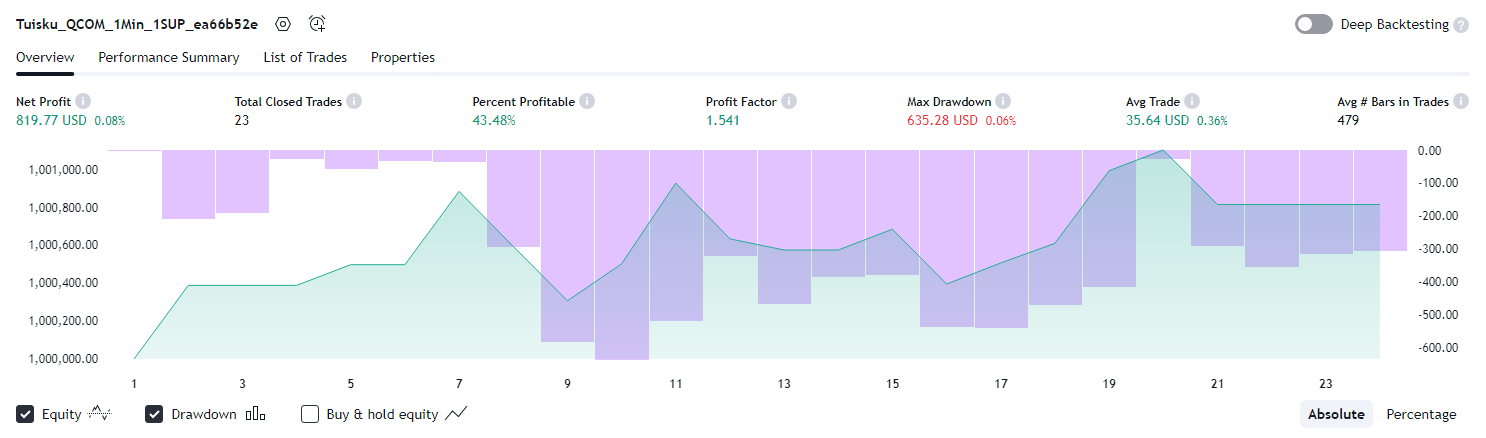 Tuisku_QCOM_1Min_1SUP_ea66b52e
Deep Backtesting ?
Overview Performance Summary List of Trades Properties
Net Profit i Total Closed Trades i Percent Profitable i Profit Factor i Max Drawdown i Avg Trade i Avg # Bars in Trades i
819.77 USD 0.08% 23 43.48% 1.541 635.28 USD 0.06% 35.64 USD 0.36% 479
0.00
1,001,000.00
-100.00
1,000,800.00
-200.00
1,000,600.00
-300.00
1,000,400.00
-400.00
1,000,200.00
-500.00
1,000,000.00
-600.00
1 3 5 7 9 11 13 15 17 19 21 23
Equity Drawdown Buy & hold equity Absolute Percentage